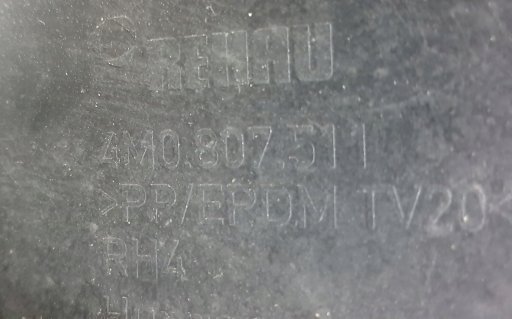 REHAU
4M0.807.511
>PP/EPDM TV20<
RH4